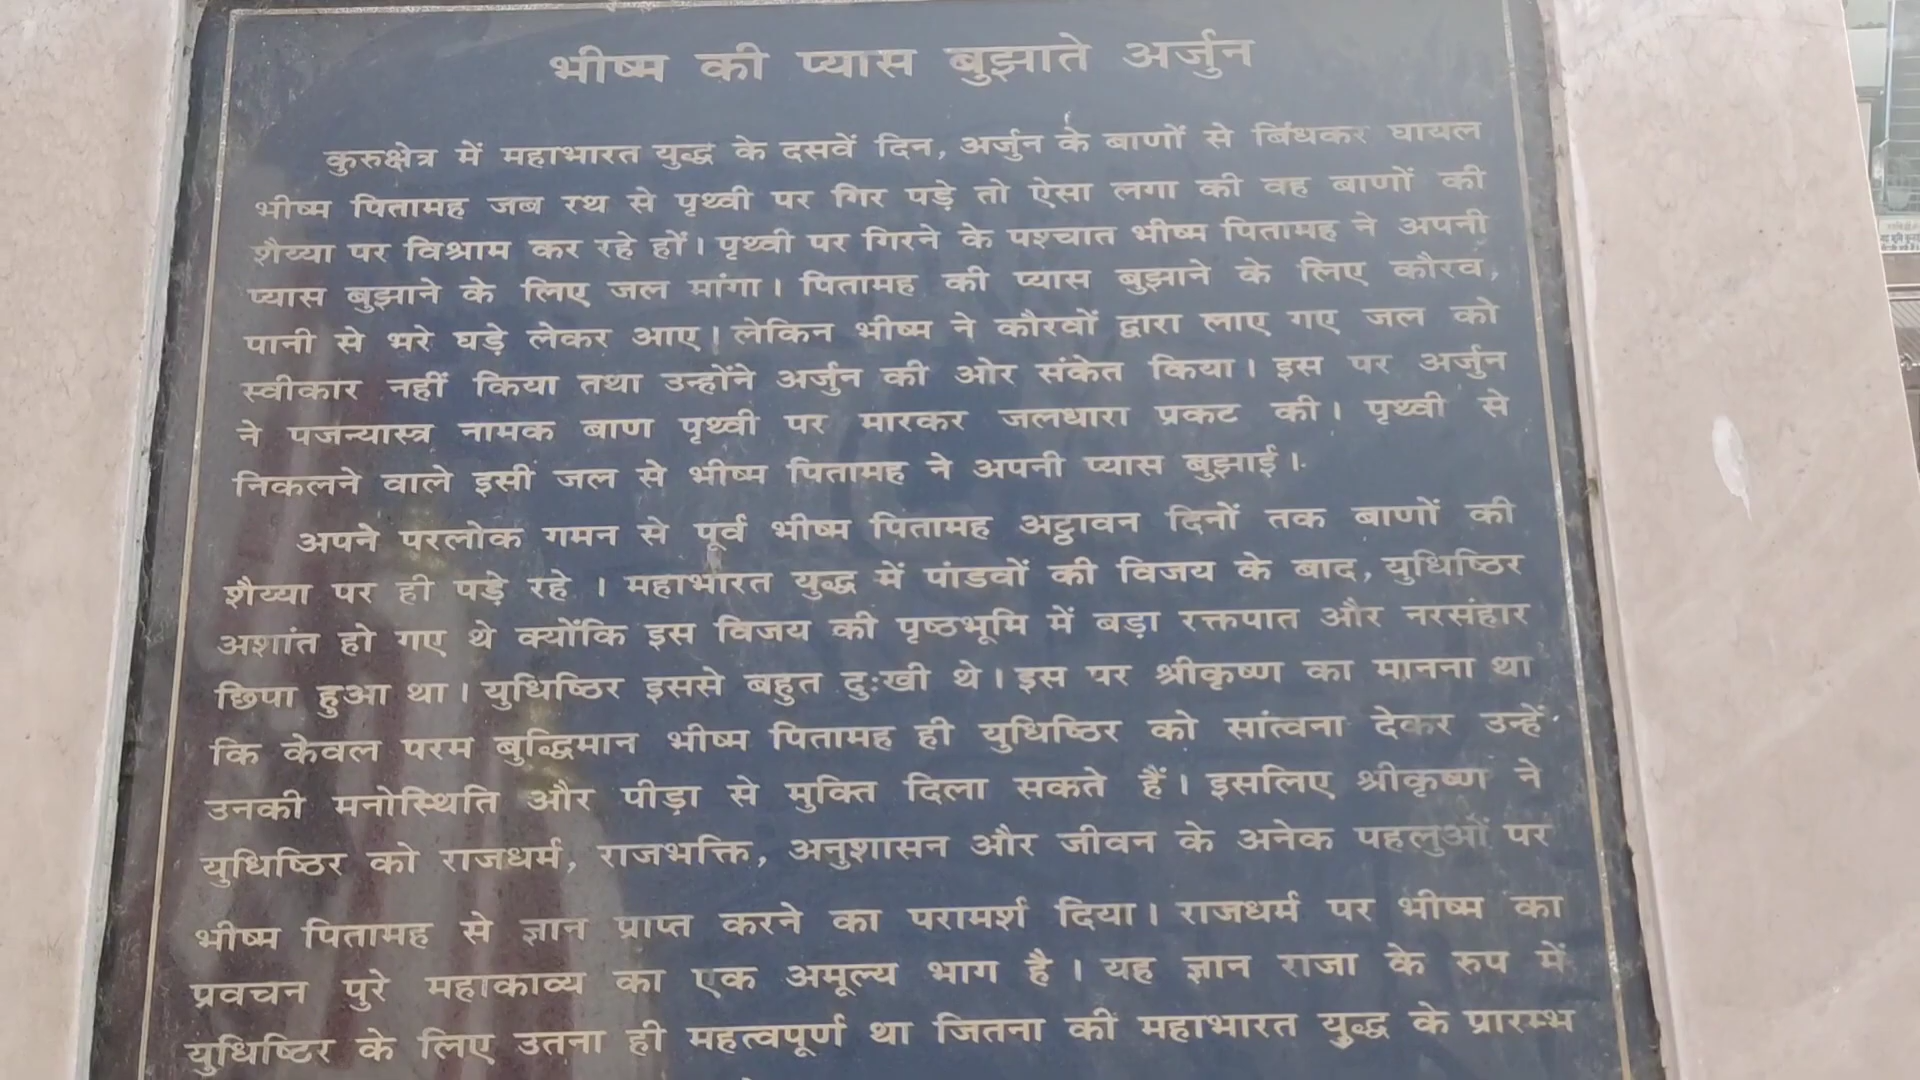 भीष्म की प्यास बुझाते अर्जुन
कुरुक्षेत्र में महाभारत युद्ध के दसवें दिन, अर्जुन के बाणों से बिंधकर घायल
भीष्म पितामह जब रथ से पृथ्वी पर गिर पड़े तो ऐसा लगा की वह बाणों की
शैय्या पर विश्राम कर रहे हों। पृथ्वी पर गिरने के पश्चात भीष्म पितामह ने अपनी
प्यास बुझाने के लिए जल मांगा। पितामह की प्यास बुझाने के लिए कौरव,
पानी से भरे घड़े लेकर आए। लेकिन भीष्म ने कौरवों द्वारा लाए गए जल को
स्वीकार नहीं किया तथा उन्होंने अर्जुन की ओर संकेत किया। इस पर अर्जुन
ने पजन्यास्त्र नामक बाण पृथ्वी पर मारकर जलधारा प्रकट की। पृथ्वी से
निकलने वाले इसी जल से भीष्म पितामह ने अपनी प्यास बुझाई।
अपने परलोक गमन से पूर्व भीष्म पितामह अट्ठावन दिनों तक बाणों की
शैय्या पर ही पड़े रहे । महाभारत युद्ध में पांडवों की विजय के बाद, युधिष्ठिर
अशांत हो गए थे क्योंकि इस विजय की पृष्ठभूमि में बड़ा रक्तपात और नरसंहार
छिपा हुआ था। युधिष्ठिर इससे बहुत दुःखी थे। इस पर श्रीकृष्ण का मानना था
कि केवल परम बुद्धिमान भीष्म पितामह ही युधिष्ठिर को सांत्वना देकर उन्हें
उनकी मनोस्थिति और पीड़ा से मुक्ति दिला सकते हैं। इसलिए श्रीकृष्ण ने
युधिष्ठिर को राजधर्म, राजभक्ति, अनुशासन और जीवन के अनेक पहलुओं पर
भीष्म पितामह से ज्ञान प्राप्त करने का परामर्श दिया। राजधर्म पर भीष्म का
प्रवचन पुरे महाकाव्य का एक अमूल्य भाग है । यह ज्ञान राजा के रुप में
युधिष्टिर के लिए उतना ही महत्वपूर्ण था जितना की महाभारत युद्ध के प्रारम्भ